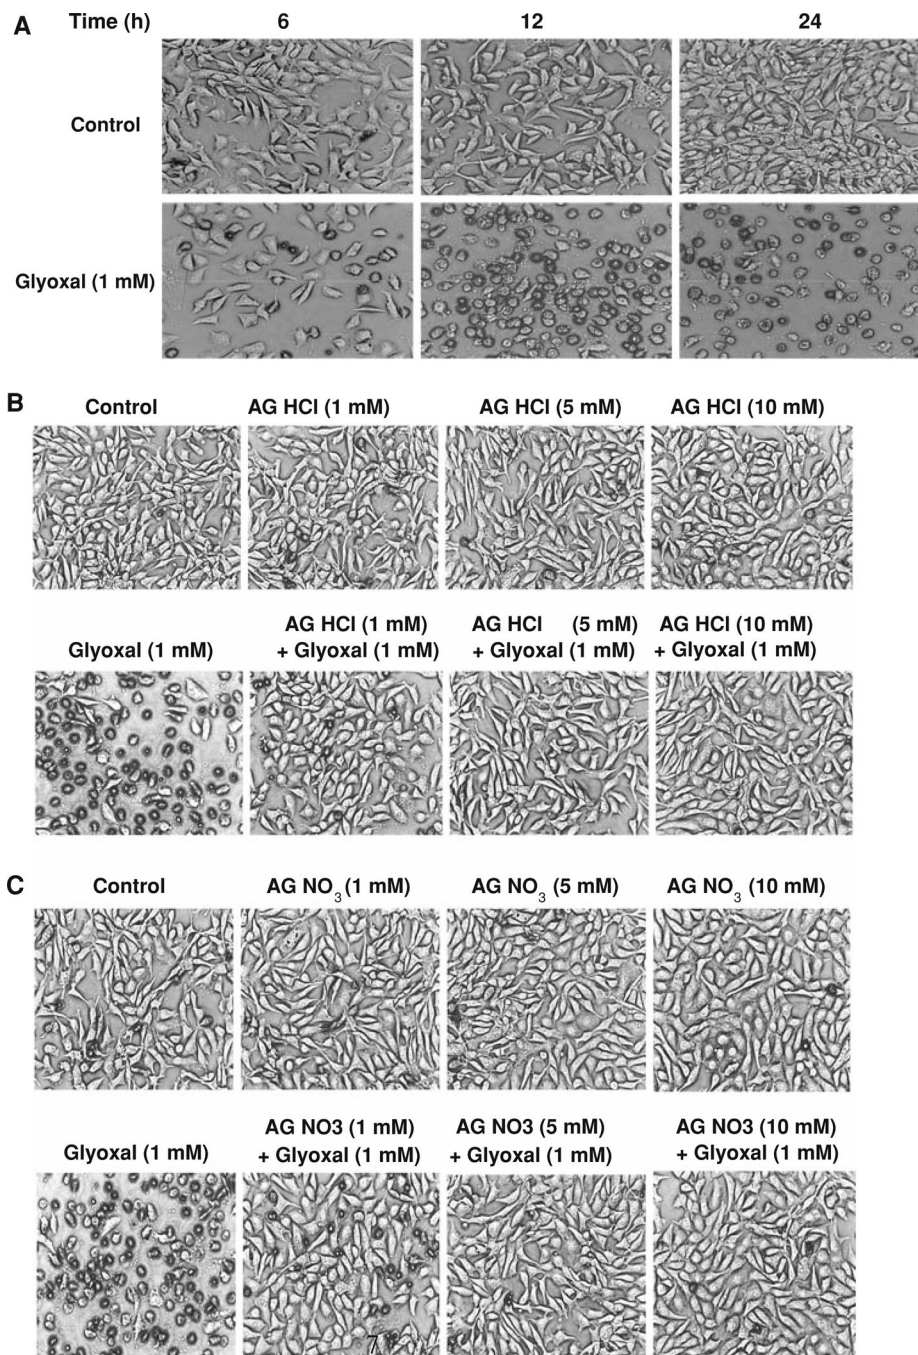 A Time (h) 6 12 24
Control
Glyoxal (1 mM)
B
Control AG HCl (1 mM) AG HCl (5 mM) AG HCl (10 mM)
Glyoxal (1 mM) AG HCl (1 mM) + Glyoxal (1 mM) AG HCl (5 mM) + Glyoxal (1 mM) AG HCl (10 mM) + Glyoxal (1 mM)
C
Control AG NO3 (1 mM) AG NO3 (5 mM) AG NO3 (10 mM)
Glyoxal (1 mM) AG NO3 (1 mM) + Glyoxal (1 mM) AG NO3 (5 mM) + Glyoxal (1 mM) AG NO3 (10 mM) + Glyoxal (1 mM)
7